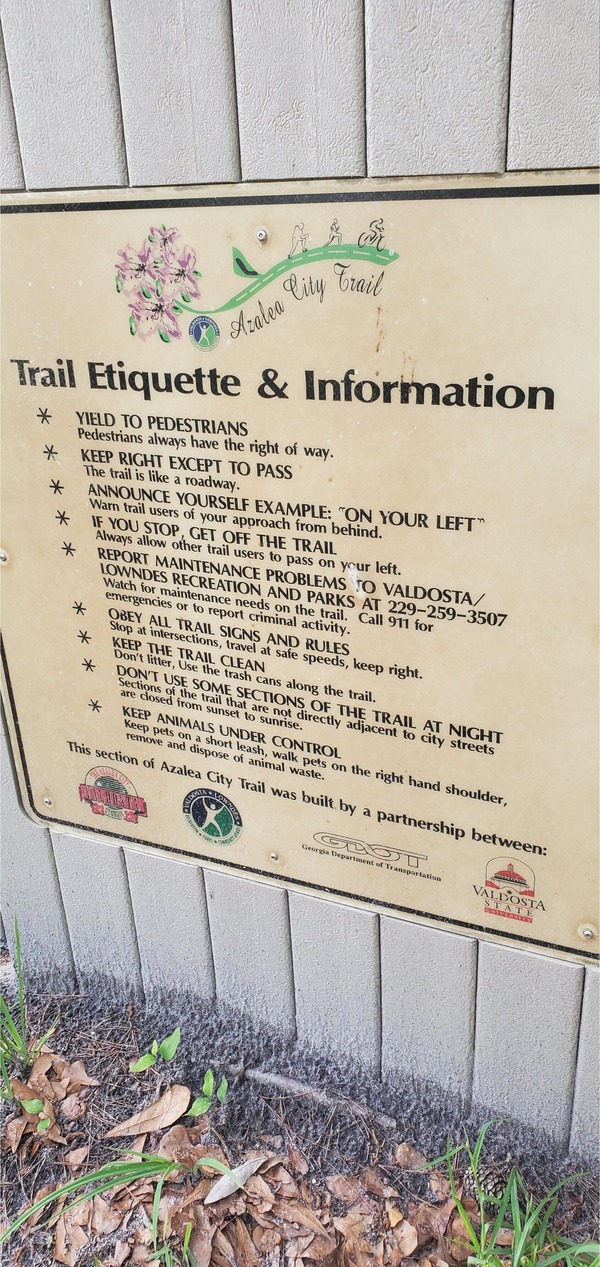 Azalea City Trail
Trail Etiquette & Information
* YIELD TO PEDESTRIANS
Pedestrians always have the right of way.
* KEEP RIGHT EXCEPT TO PASS
The trail is like a roadway.
* ANNOUNCE YOURSELF EXAMPLE: "ON YOUR LEFT"
Warn trail users of your approach from behind.
* IF YOU STOP, GET OFF THE TRAIL
Always allow other trail users to pass on your left.
* REPORT MAINTENANCE PROBLEMS TO VALDOSTA/
LOWNDES RECREATION AND PARKS AT 229-259-3507
Watch for maintenance needs on the trail. Call 911 for
emergencies or to report criminal activity.
* OBEY ALL TRAIL SIGNS AND RULES
Stop at intersections, travel at safe speeds, keep right.
* KEEP THE TRAIL CLEAN
Don't litter, Use the trash cans along the trail.
* DON'T USE SOME SECTIONS OF THE TRAIL AT NIGHT
Sections of the trail that are not directly adjacent to city streets
are closed from sunset to sunrise.
* KEEP ANIMALS UNDER CONTROL
Keep pets on a short leash, walk pets on the right hand shoulder,
remove and dispose of animal waste.
This section of Azalea City Trail was built by a partnership between:
VALDOSTA LOWNDES
GDOT
Georgia Department of Transportation
VALDOSTA
STATE
UNIVERSITY